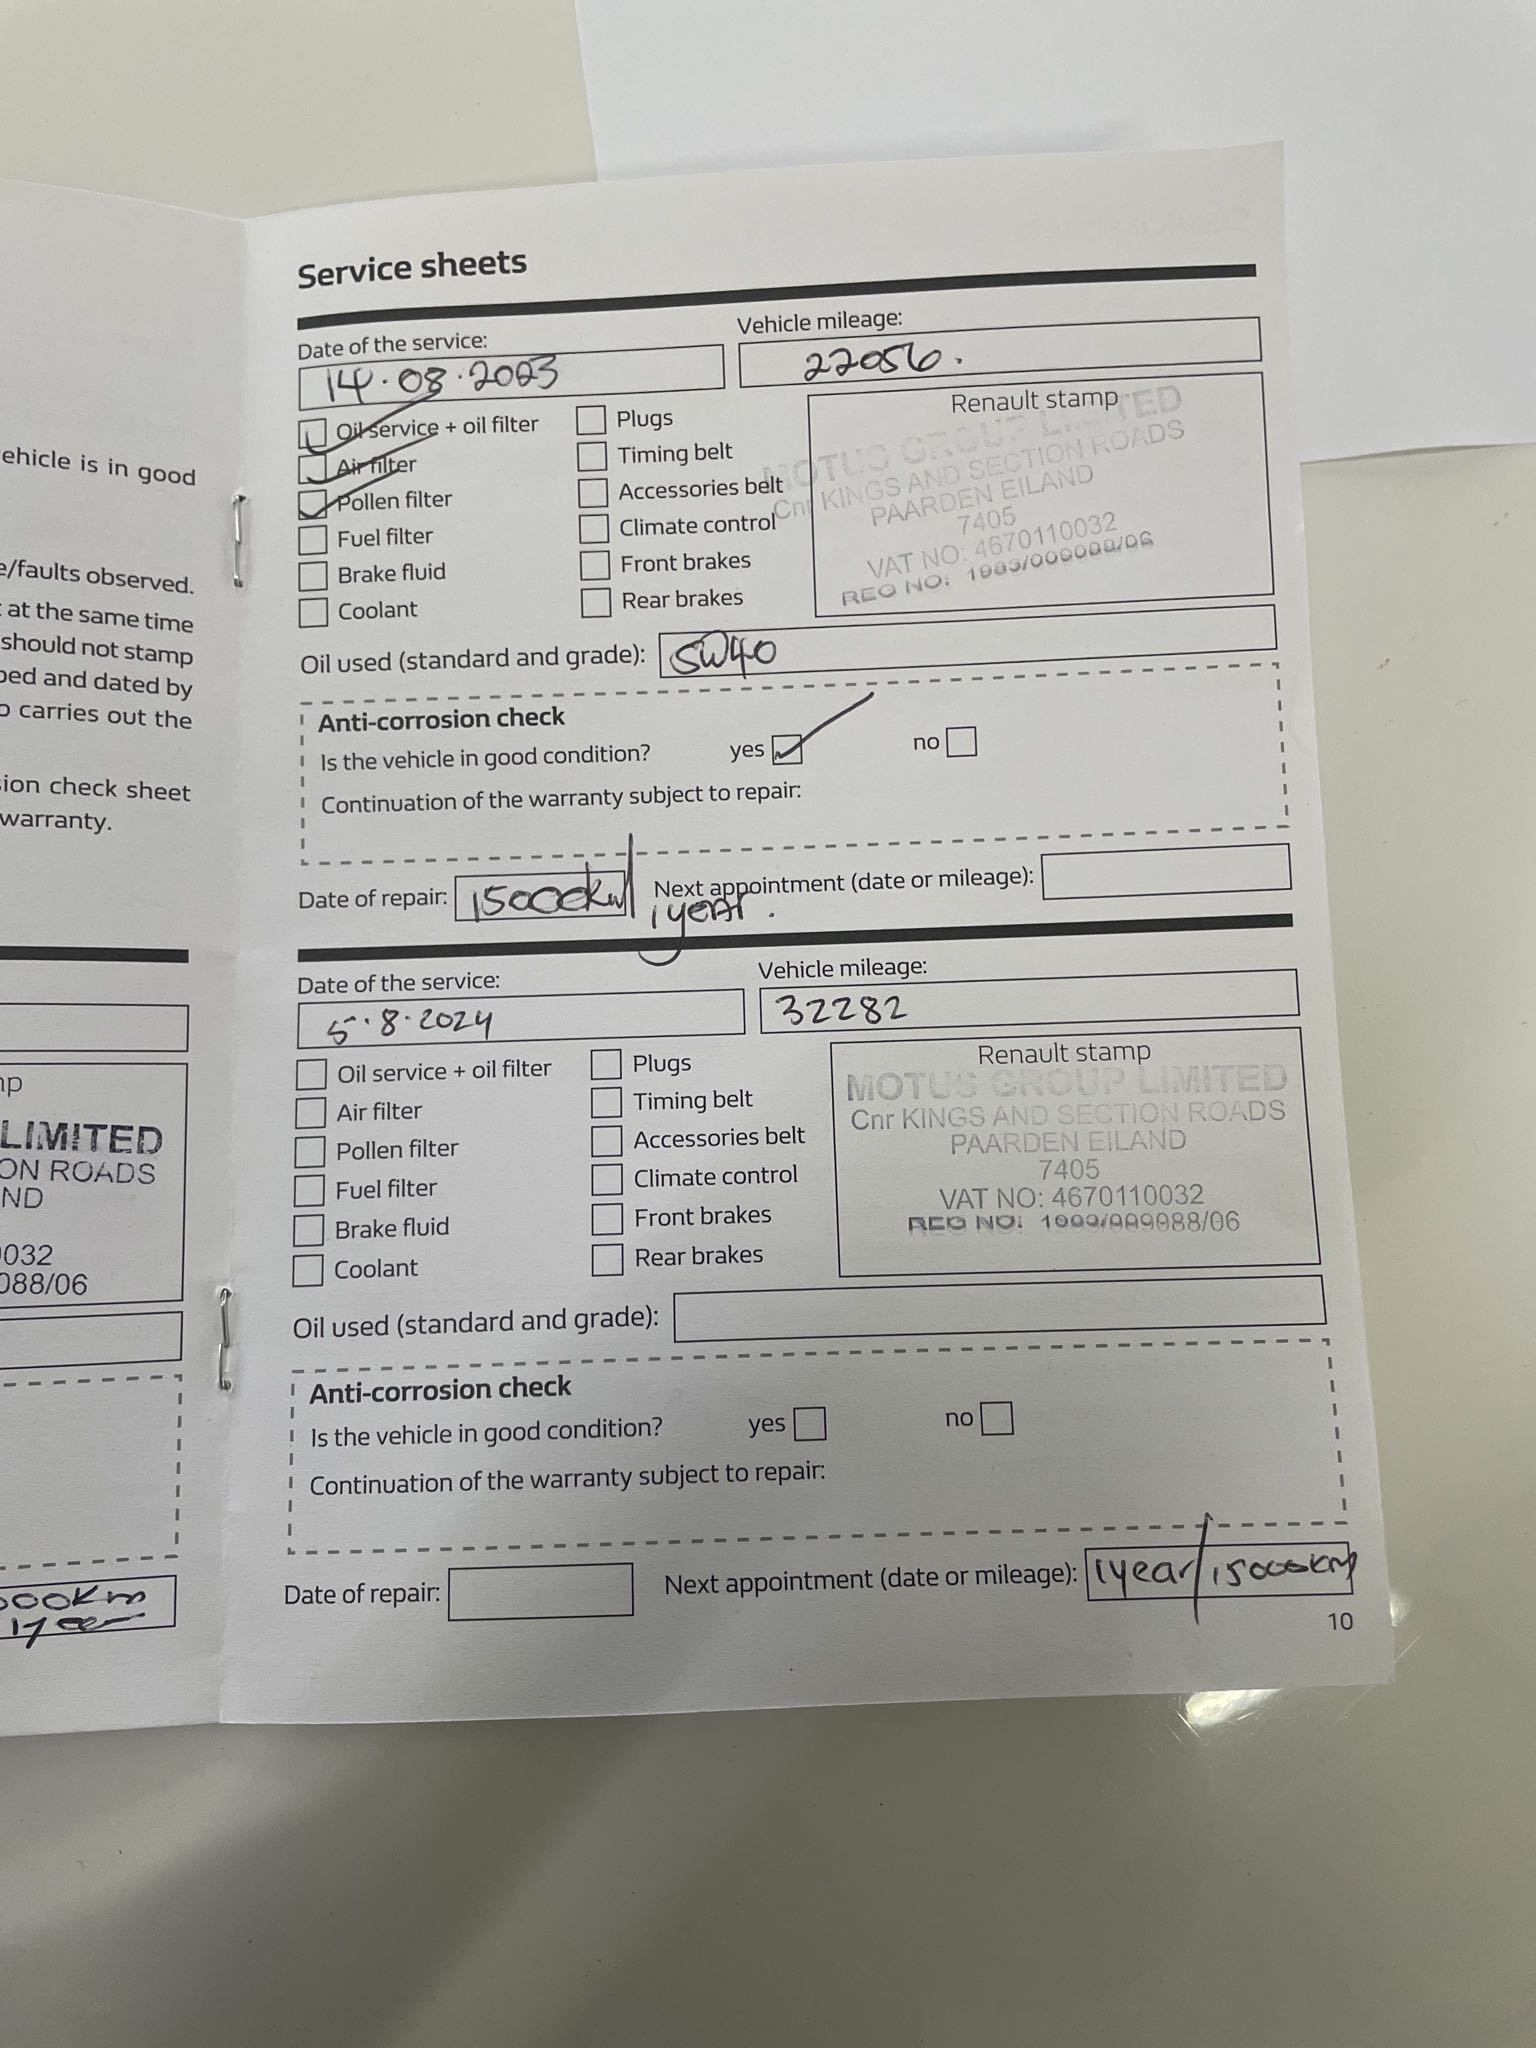 ehicle is in good
e/faults observed.
at the same time
should not stamp
ped and dated by
o carries out the
sion check sheet
warranty.
np
LIMITED
ON ROADS
ND
0032
088/06
000Km
1year
Service sheets
Date of the service: Vehicle mileage:
14.08.2023 22056.
Oil service + oil filter Plugs
Air filter Timing belt
Pollen filter Accessories belt
Fuel filter Climate control
Brake fluid Front brakes
Coolant Rear brakes
Renault stamp
MOTUS GROUP LIMITED
Cnr KINGS AND SECTION ROADS
PAARDEN EILAND
7405
VAT NO: 4670110032
REG NO:
Oil used (standard and grade): 5W40
Anti-corrosion check
Is the vehicle in good condition? yes no
Continuation of the warranty subject to repair:
Date of repair: 15000km/ Next appointment (date or mileage):
1year.
Date of the service: Vehicle mileage:
5.8.2024 32282
Oil service + oil filter Plugs
Air filter Timing belt
Pollen filter Accessories belt
Fuel filter Climate control
Brake fluid Front brakes
Coolant Rear brakes
Renault stamp
MOTUS GROUP LIMITED
Cnr KINGS AND SECTION ROADS
PAARDEN EILAND
7405
VAT NO: 4670110032
REG NO:
Oil used (standard and grade):
Anti-corrosion check
Is the vehicle in good condition? yes no
Continuation of the warranty subject to repair:
Date of repair: Next appointment (date or mileage): 1year/15000km
10